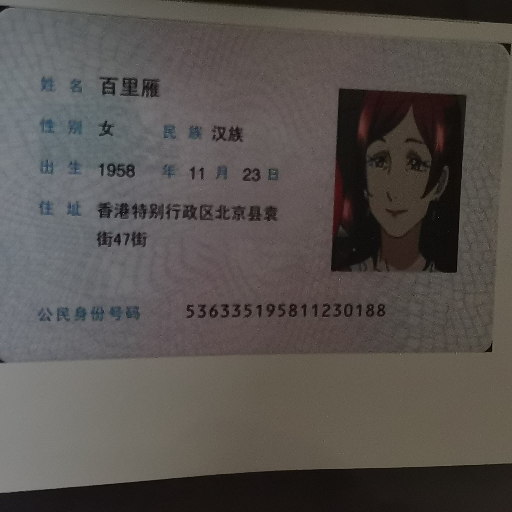 姓名 百里雁
性别 女 民族 汉族
出生 1958 年 11 月 23 日
住址 香港特别行政区北京县袁
街47街
公民身份号码 536335195811230188